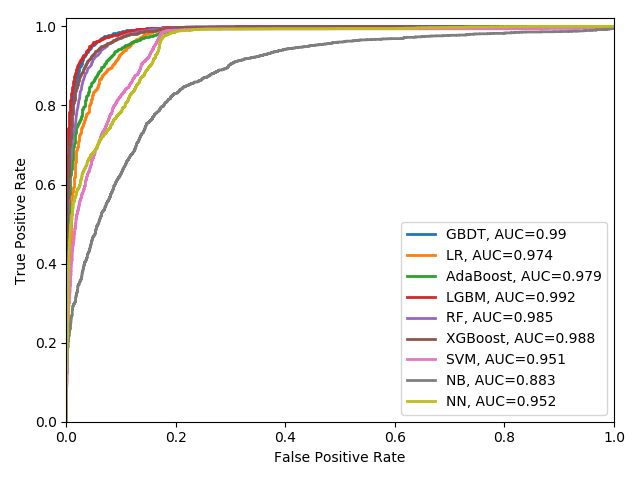 1.0
0.8
0.6
0.4
0.2
0.0
True Positive Rate
GBDT, AUC=0.99
LR, AUC=0.974
AdaBoost, AUC=0.979
LGBM, AUC=0.992
RF, AUC=0.985
XGBoost, AUC=0.988
SVM, AUC=0.951
NB, AUC=0.883
NN, AUC=0.952
0.0 0.2 0.4 0.6 0.8 1.0
False Positive Rate